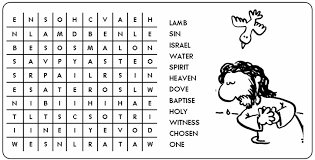 E N S O H C V A E H
N L A M D B E N L E
B E S O S M A L O N
S A V P Y A S T E O
S R P A I L R S I N
E S A T E R O S L W
N I B I I H I H A E
T L T S C S O T R I
I I N E I Y E V O D
W E S N L R A T A W
LAMB
SIN
ISRAEL
WATER
SPIRIT
HEAVEN
DOVE
BAPTISE
HOLY
WITNESS
CHOSEN
ONE